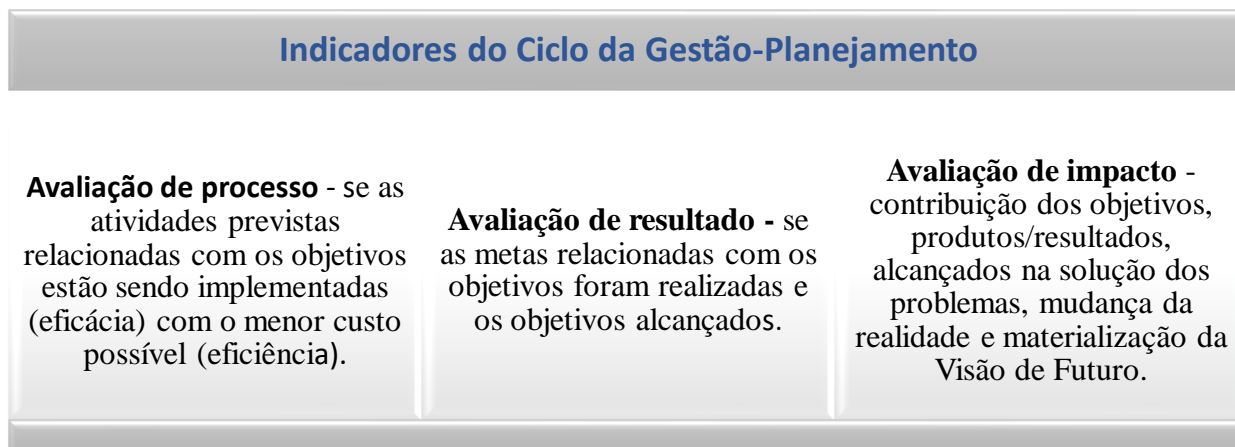 Indicadores do Ciclo da Gestão-Planejamento
Avaliação de processo - se as
atividades previstas
relacionadas com os objetivos
estão sendo implementadas
(eficácia) com o menor custo
possível (eficiência).
Avaliação de resultado - se
as metas relacionadas com os
objetivos foram realizadas e
os objetivos alcançados.
Avaliação de impacto -
contribuição dos objetivos,
produtos/resultados,
alcançados na solução dos
problemas, mudança da
realidade e materialização da
Visão de Futuro.